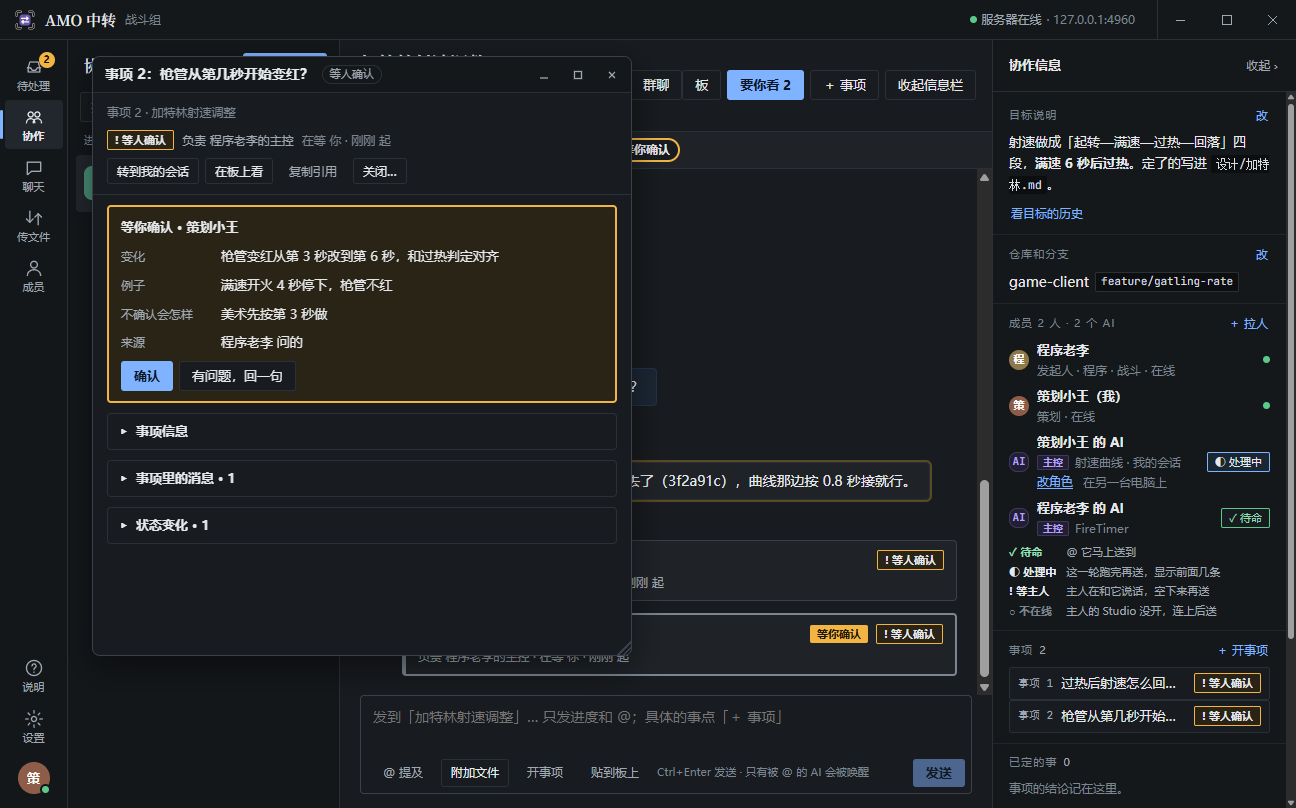 AMO 中转 战斗组
服务器在线 · 127.0.0.1:4960
2
待处理
协作
聊天
传文件
成员
说明
设置
策
事项 2：枪管从第几秒开始变红？ 等人确认
事项 2 · 加特林射速调整
! 等人确认 负责 程序老李的主控 在等 你 · 刚刚 起
转到我的会话 在板上看 复制引用 关闭...
等你确认 • 策划小王
变化 枪管变红从第 3 秒改到第 6 秒，和过热判定对齐
例子 满速开火 4 秒停下，枪管不红
不确认会怎样 美术先按第 3 秒做
来源 程序老李 问的
确认 有问题，回一句
▸ 事项信息
▸ 事项里的消息 • 1
▸ 状态变化 • 1
群聊 板 要你看 2 + 事项 收起信息栏
你确认
?
去了（3f2a91c），曲线那边按 0.8 秒接就行。
! 等人确认
刚刚 起
等你确认 ! 等人确认
负责 程序老李的主控 · 在等 你 · 刚刚 起
发到「加特林射速调整」... 只发进度和 @；具体的事点「+ 事项」
@ 提及 附加文件 开事项 贴到板上 Ctrl+Enter 发送 · 只有被 @ 的 AI 会被唤醒 发送
协作信息 收起 ›
目标说明 改
射速做成「起转—满速—过热—回落」四
段，满速 6 秒后过热。定了的写进 设计/加特
林.md 。
看目标的历史
仓库和分支 改
game-client feature/gatling-rate
成员 2 人 · 2 个 AI + 拉人
程 程序老李
发起人 · 程序 · 战斗 · 在线
策 策划小王（我）
策划 · 在线
策划小王 的 AI
AI 主控 射速曲线 · 我的会话 ◐ 处理中
改角色 在另一台电脑上
程序老李 的 AI
AI 主控 FireTimer ✓ 待命
✓ 待命 @ 它马上送到
◐ 处理中 这一轮跑完再送，显示前面几条
! 等主人 主人在和它说话，空下来再送
○ 不在线 主人的 Studio 没开，连上后送
事项 2 + 开事项
事项 1 过热后射速怎么回... ! 等人确认
事项 2 枪管从第几秒开始... ! 等人确认
已定的事 0
事项的结论记在这里。